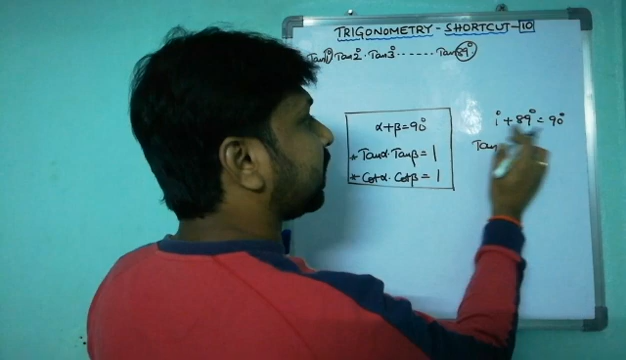 TRIGONOMETRY - SHORTCUT - 10
Tan1° Tan2° . Tan3° ...... Tan89°
α+β=90°
* Tanα. Tanβ = 1
* Cotα. Cotβ = 1
1° + 89° = 90°
Tan